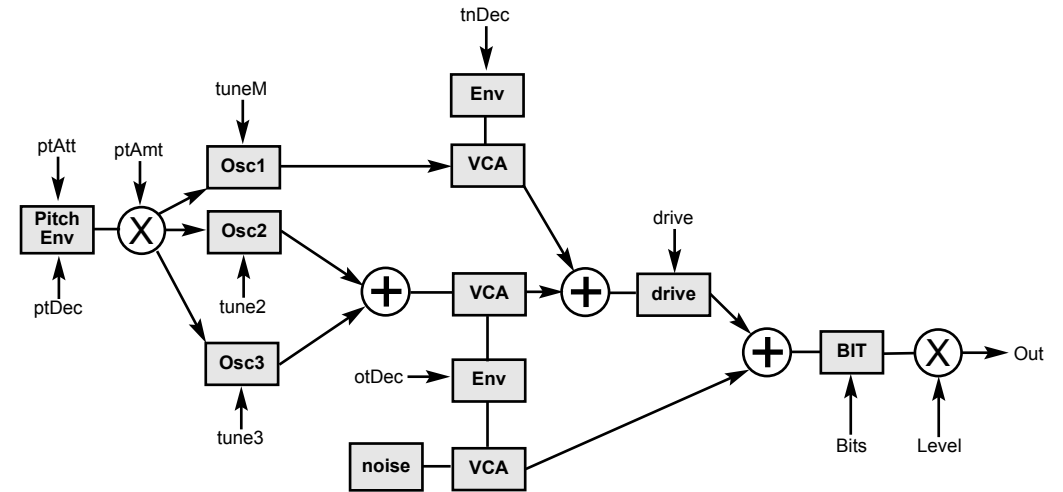 tnDec
Env
tuneM
ptAtt
ptAmt
Osc1
VCA
Pitch
Env
X
Osc2
drive
ptDec
tune2
+
VCA
+
drive
Osc3
otDec
Env
+
BIT
X
Out
tune3
noise
VCA
Bits
Level